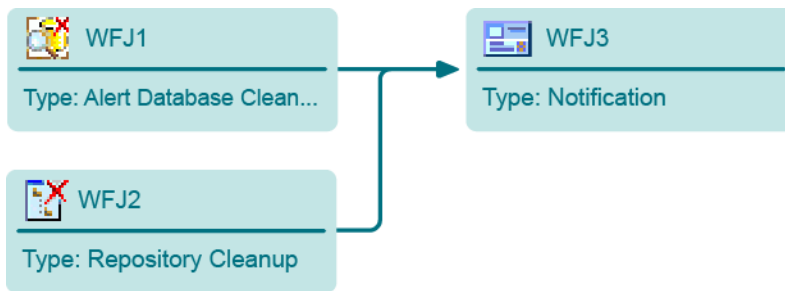 WFJ1
Type: Alert Database Clean...
WFJ3
Type: Notification
WFJ2
Type: Repository Cleanup